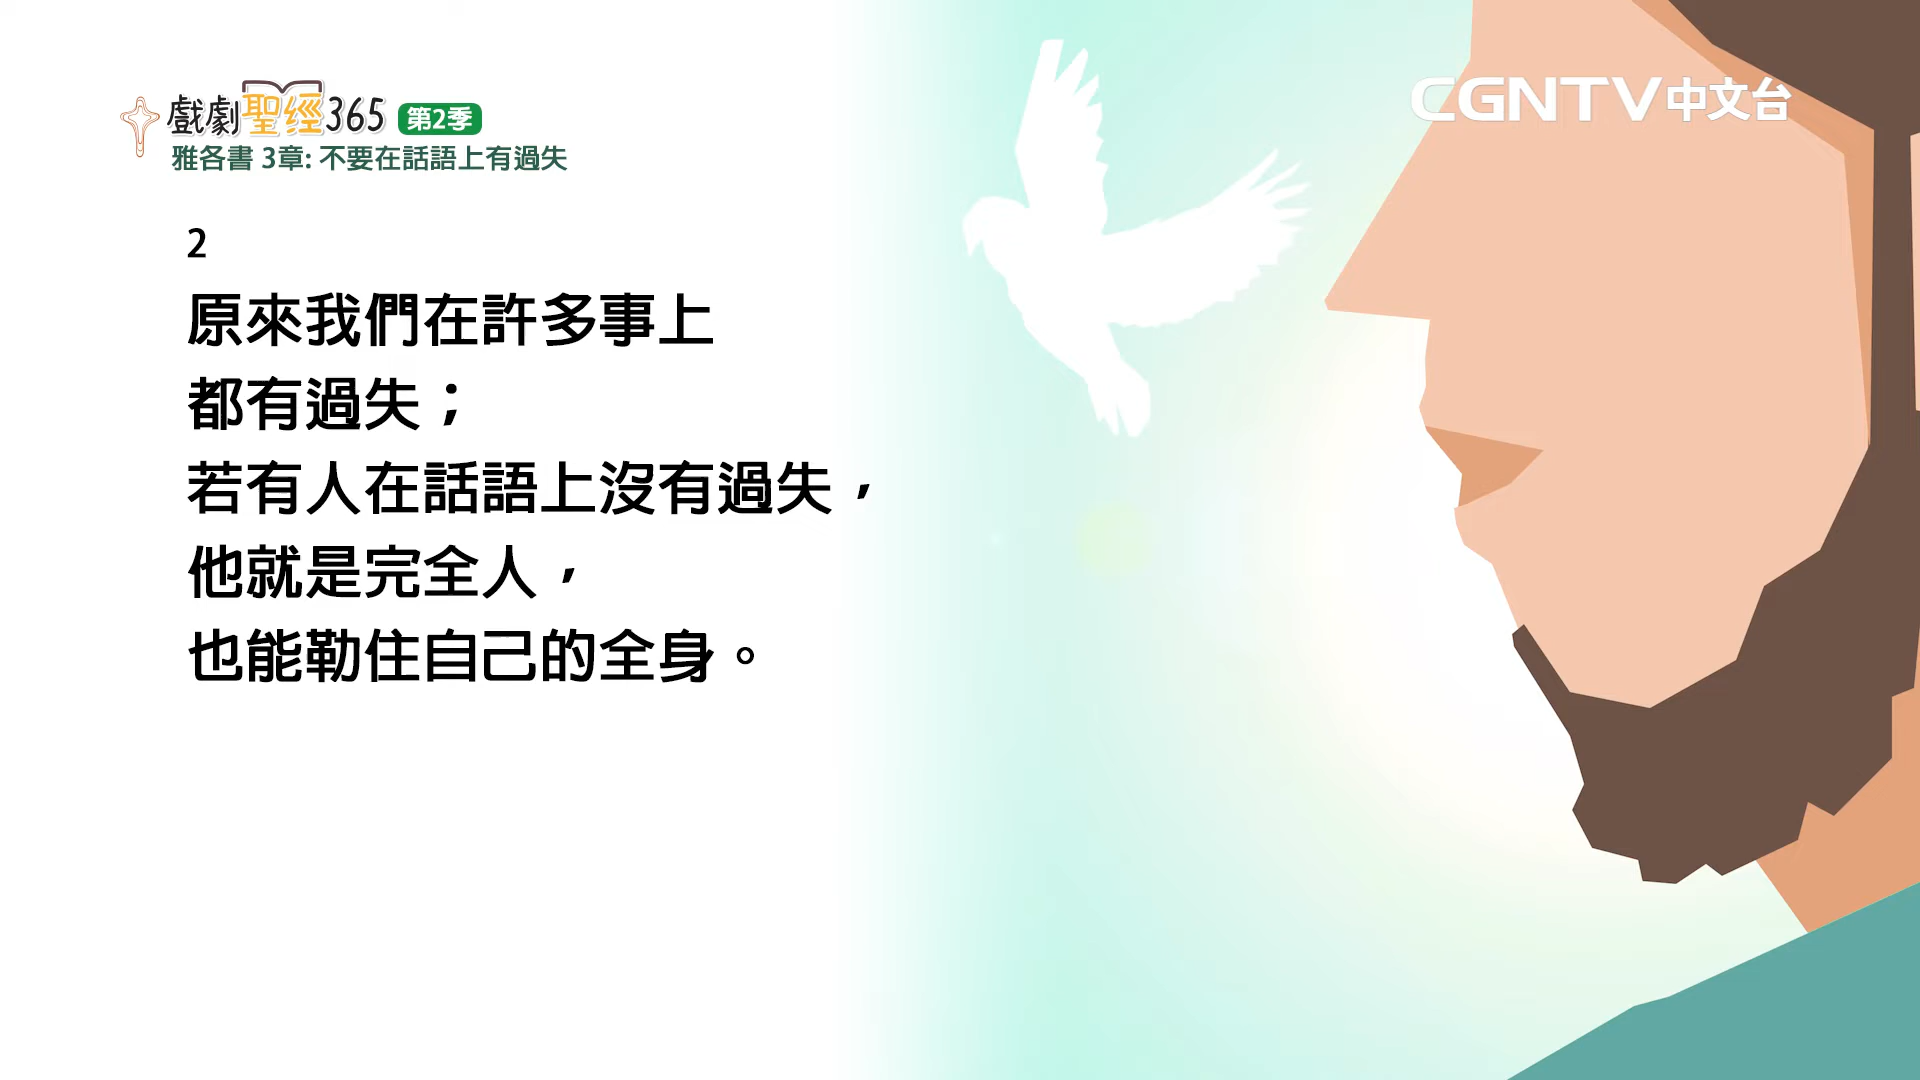 戲劇聖經365 第2季
CGNTV中文台
雅各書 3章: 不要在話語上有過失
2
原來我們在許多事上
都有過失；
若有人在話語上沒有過失，
他就是完全人，
也能勒住自己的全身。